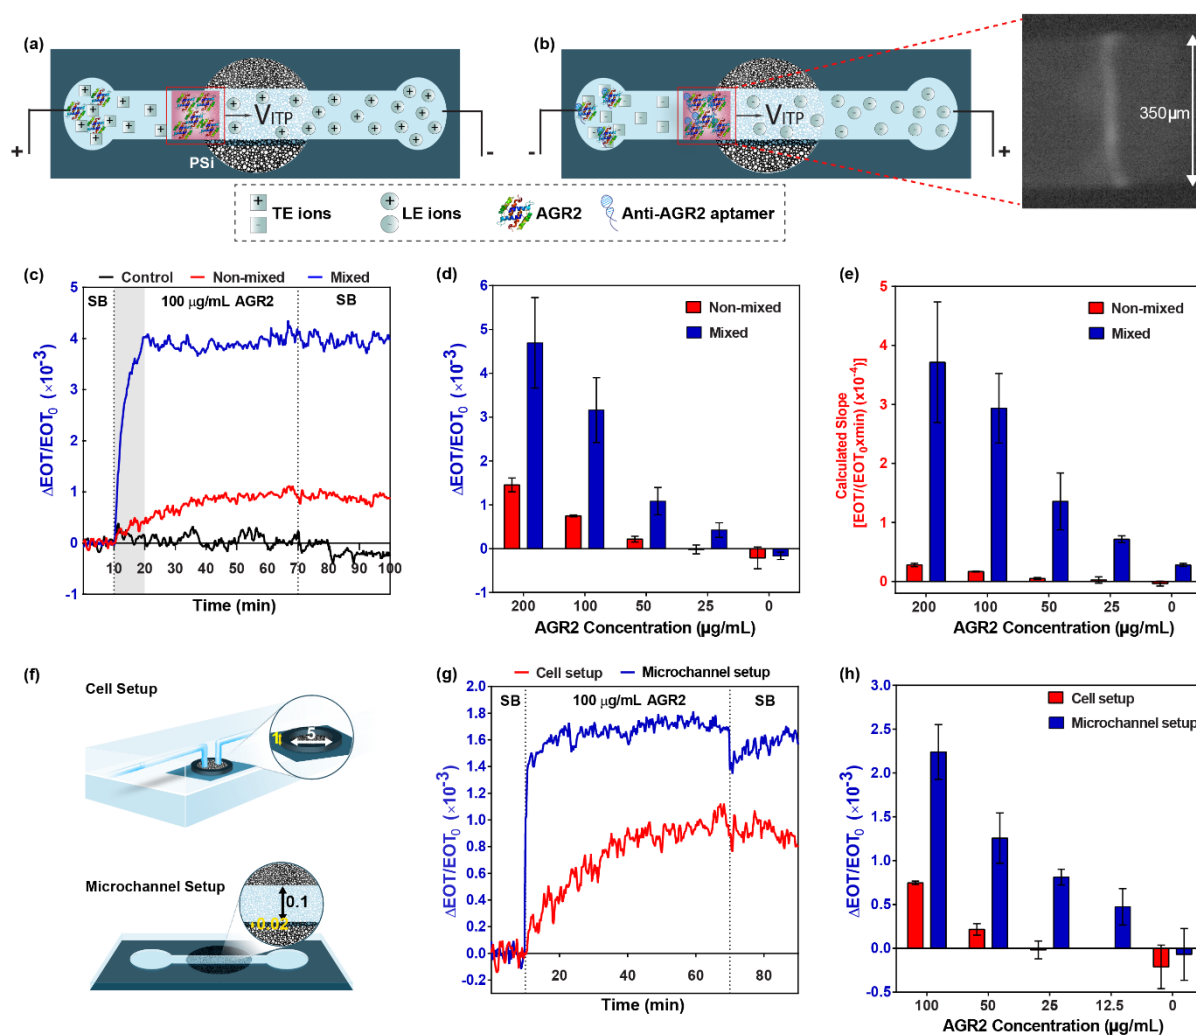 (a)
+
-
VITP
PSi
(b)
-
+
VITP
350µm
TE ions
LE ions
AGR2
Anti-AGR2 aptamer
(c)
Control Non-mixed Mixed
SB 100 µg/mL AGR2 SB
ΔEOT/EOT0 (×10-3)
5
4
3
2
1
0
-1
10 20 30 40 50 60 70 80 90 100
Time (min)
(d)
Non-mixed
Mixed
ΔEOT/EOT0 (×10-3)
6
5
4
3
2
1
0
-1
200 100 50 25 0
AGR2 Concentration (µg/mL)
(e)
Non-mixed
Mixed
Calculated Slope
[EOT/(EOT0xmin) (x10-4)]
5
4
3
2
1
0
200 100 50 25 0
AGR2 Concentration (µg/mL)
(f)
Cell Setup
5
Microchannel Setup
0.1
0.02
(g)
Cell setup Microchannel setup
SB 100 µg/mL AGR2 SB
ΔEOT/EOT0 (×10-3)
2.0
1.8
1.6
1.4
1.2
1.0
0.8
0.6
0.4
0.2
0.0
-0.2
20 40 60 80
Time (min)
(h)
Cell setup
Microchannel setup
ΔEOT/EOT0 (×10-3)
3.0
2.5
2.0
1.5
1.0
0.5
0.0
-0.5
100 50 25 12.5 0
AGR2 Concentration (µg/mL)